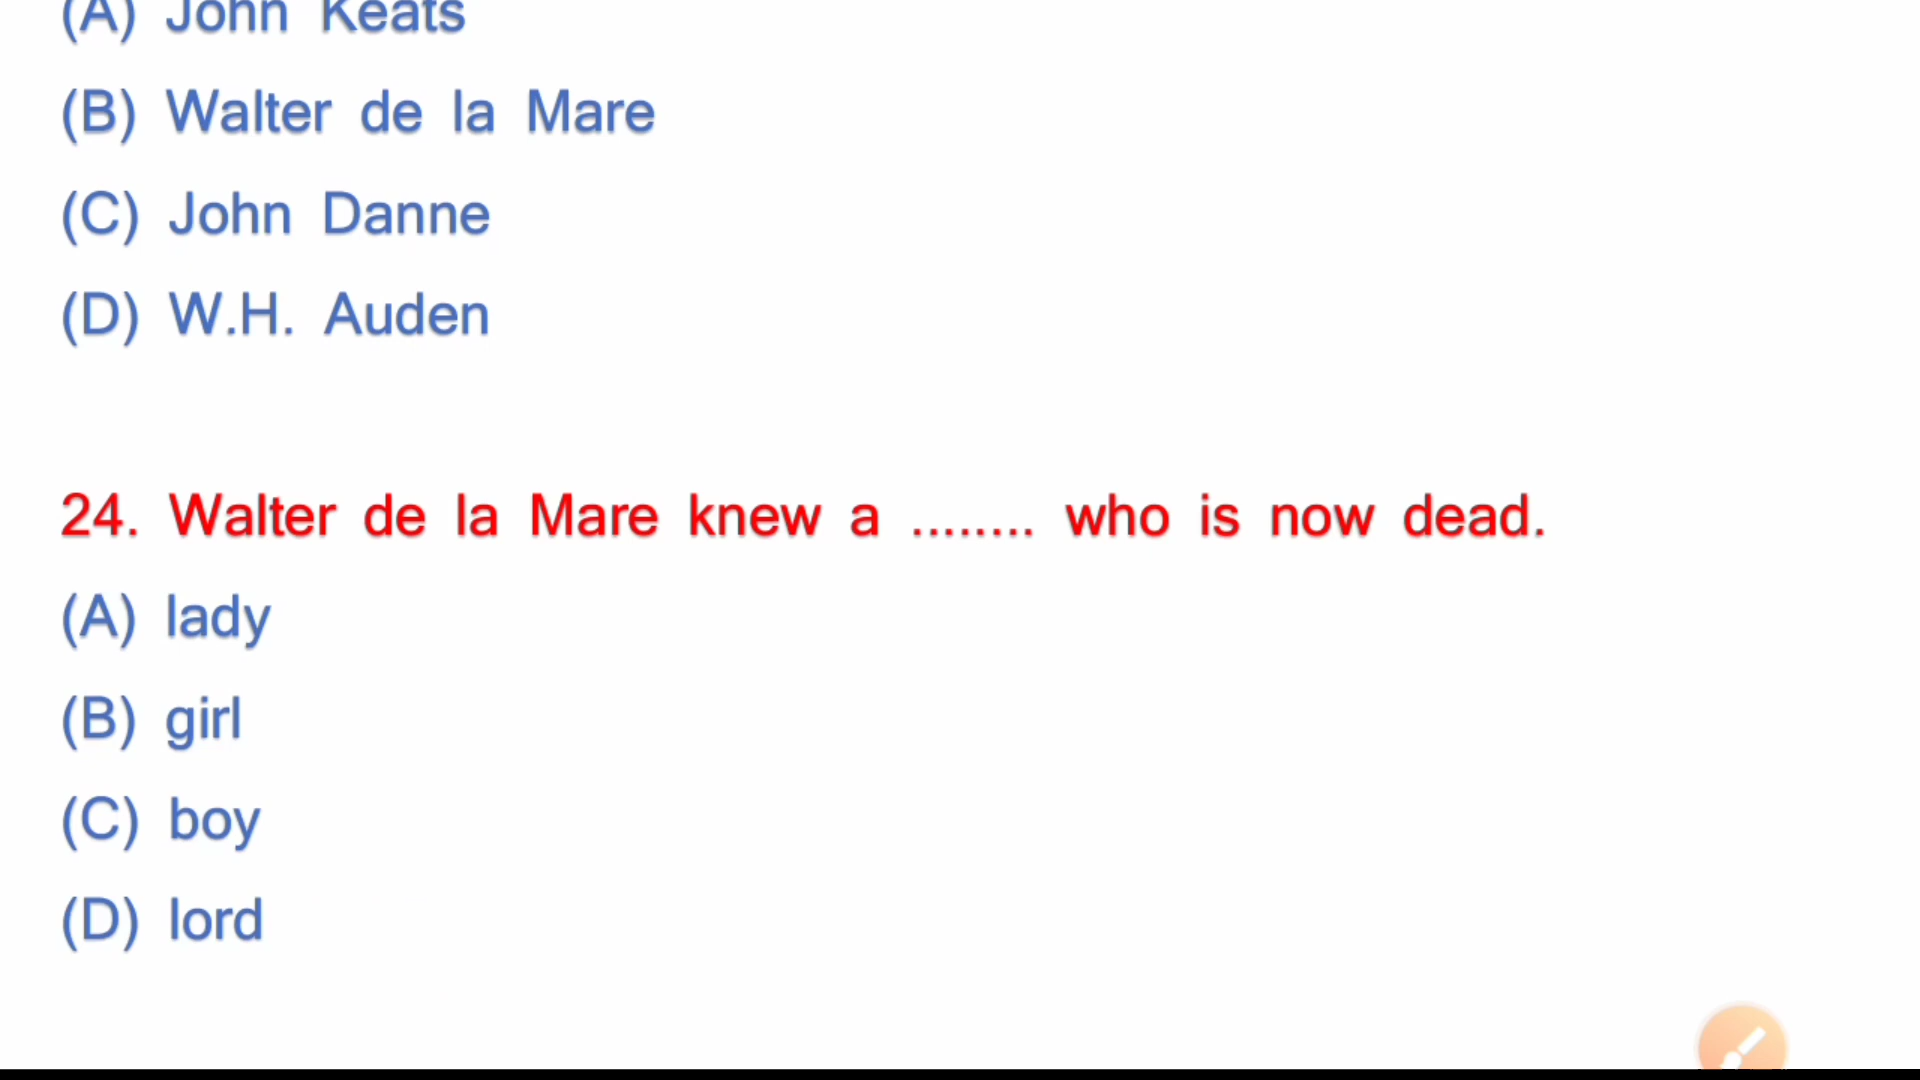 (A) John Keats
(B) Walter de la Mare
(C) John Danne
(D) W.H. Auden
24. Walter de la Mare knew a ........ who is now dead.
(A) lady
(B) girl
(C) boy
(D) lord